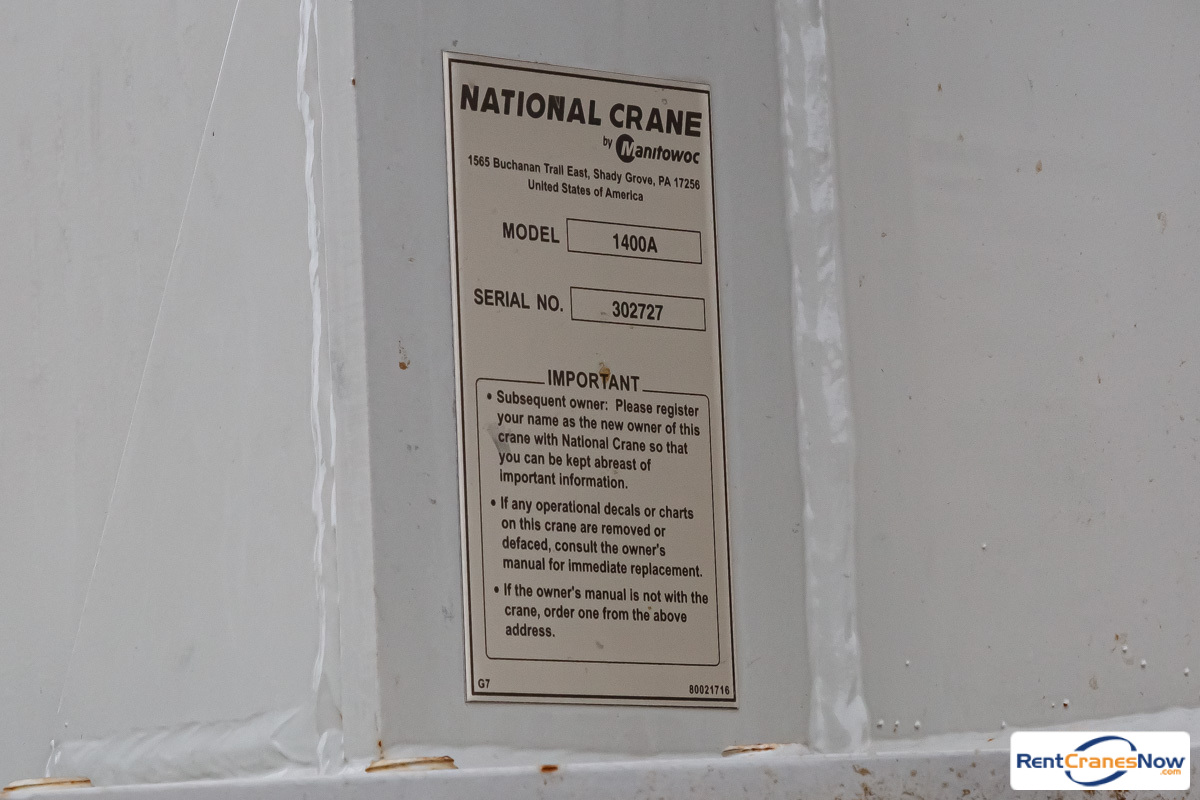 NATIONAL CRANE
by Manitowoc
1565 Buchanan Trail East, Shady Grove, PA 17256
United States of America
MODEL 1400A
SERIAL NO. 302727
IMPORTANT
• Subsequent owner: Please register
your name as the new owner of this
crane with National Crane so that
you can be kept abreast of
important information.
• If any operational decals or charts
on this crane are removed or
defaced, consult the owner's
manual for immediate replacement.
• If the owner's manual is not with the
crane, order one from the above
address.
G7 80021716
RentCranesNow
.com